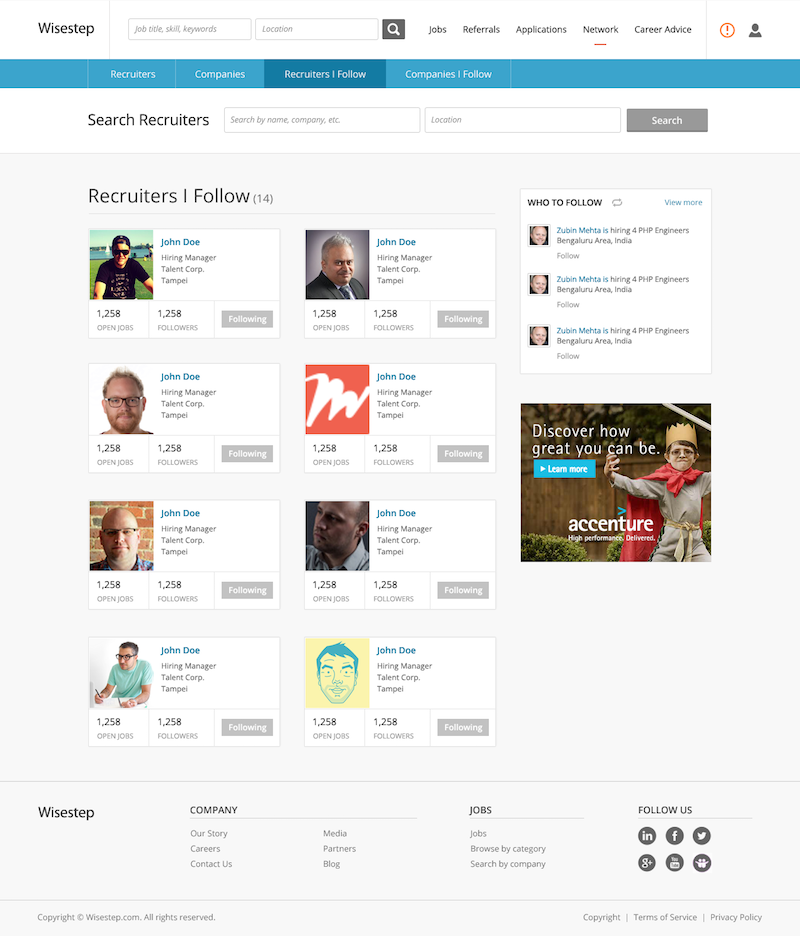 Wisestep
Job title, skill, keywords
Location
Jobs
Referrals
Applications
Network
Career Advice
Recruiters
Companies
Recruiters I Follow
Companies I Follow
Search Recruiters
Search by name, company, etc.
Location
Search
Recruiters I Follow (14)
John Doe
Hiring Manager
Talent Corp.
Tampei
1,258
OPEN JOBS
1,258
FOLLOWERS
Following
John Doe
Hiring Manager
Talent Corp.
Tampei
1,258
OPEN JOBS
1,258
FOLLOWERS
Following
John Doe
Hiring Manager
Talent Corp.
Tampei
1,258
OPEN JOBS
1,258
FOLLOWERS
Following
John Doe
Hiring Manager
Talent Corp.
Tampei
1,258
OPEN JOBS
1,258
FOLLOWERS
Following
John Doe
Hiring Manager
Talent Corp.
Tampei
1,258
OPEN JOBS
1,258
FOLLOWERS
Following
John Doe
Hiring Manager
Talent Corp.
Tampei
1,258
OPEN JOBS
1,258
FOLLOWERS
Following
John Doe
Hiring Manager
Talent Corp.
Tampei
1,258
OPEN JOBS
1,258
FOLLOWERS
Following
John Doe
Hiring Manager
Talent Corp.
Tampei
1,258
OPEN JOBS
1,258
FOLLOWERS
Following
WHO TO FOLLOW
View more
Zubin Mehta is hiring 4 PHP Engineers
Bengaluru Area, India
Follow
Zubin Mehta is hiring 4 PHP Engineers
Bengaluru Area, India
Follow
Zubin Mehta is hiring 4 PHP Engineers
Bengaluru Area, India
Follow
Discover how
great you can be.
Learn more
accenture
High performance. Delivered.
Wisestep
COMPANY
Our Story
Careers
Contact Us
Media
Partners
Blog
JOBS
Jobs
Browse by category
Search by company
FOLLOW US
in
f
g+
You Tube
Copyright © Wisestep.com. All rights reserved.
Copyright | Terms of Service | Privacy Policy